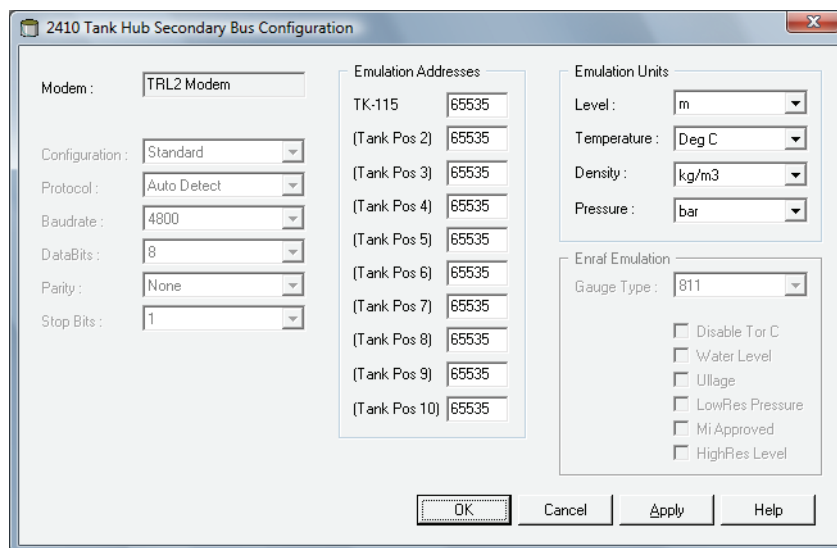 2410 Tank Hub Secondary Bus Configuration
Modem : TRL2 Modem
Configuration : Standard
Protocol : Auto Detect
Baudrate : 4800
DataBits : 8
Parity : None
Stop Bits : 1
Emulation Addresses
TK-115 65535
(Tank Pos 2) 65535
(Tank Pos 3) 65535
(Tank Pos 4) 65535
(Tank Pos 5) 65535
(Tank Pos 6) 65535
(Tank Pos 7) 65535
(Tank Pos 8) 65535
(Tank Pos 9) 65535
(Tank Pos 10) 65535
Emulation Units
Level : m
Temperature : Deg C
Density : kg/m3
Pressure : bar
Enraf Emulation
Gauge Type : 811
Disable T or C
Water Level
Ullage
LowRes Pressure
Mi Approved
HighRes Level
OK Cancel Apply Help